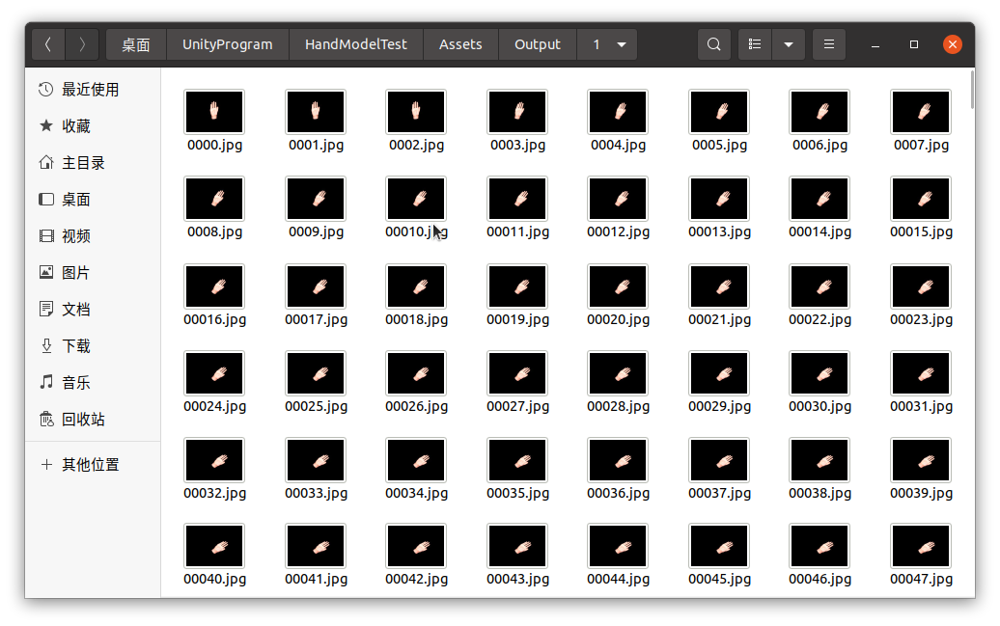 桌面 UnityProgram HandModelTest Assets Output 1
最近使用
收藏
主目录
桌面
视频
图片
文档
下载
音乐
回收站
其他位置
0000.jpg 0001.jpg 0002.jpg 0003.jpg 0004.jpg 0005.jpg 0006.jpg 0007.jpg
0008.jpg 0009.jpg 00010.jpg 00011.jpg 00012.jpg 00013.jpg 00014.jpg 00015.jpg
00016.jpg 00017.jpg 00018.jpg 00019.jpg 00020.jpg 00021.jpg 00022.jpg 00023.jpg
00024.jpg 00025.jpg 00026.jpg 00027.jpg 00028.jpg 00029.jpg 00030.jpg 00031.jpg
00032.jpg 00033.jpg 00034.jpg 00035.jpg 00036.jpg 00037.jpg 00038.jpg 00039.jpg
00040.jpg 00041.jpg 00042.jpg 00043.jpg 00044.jpg 00045.jpg 00046.jpg 00047.jpg